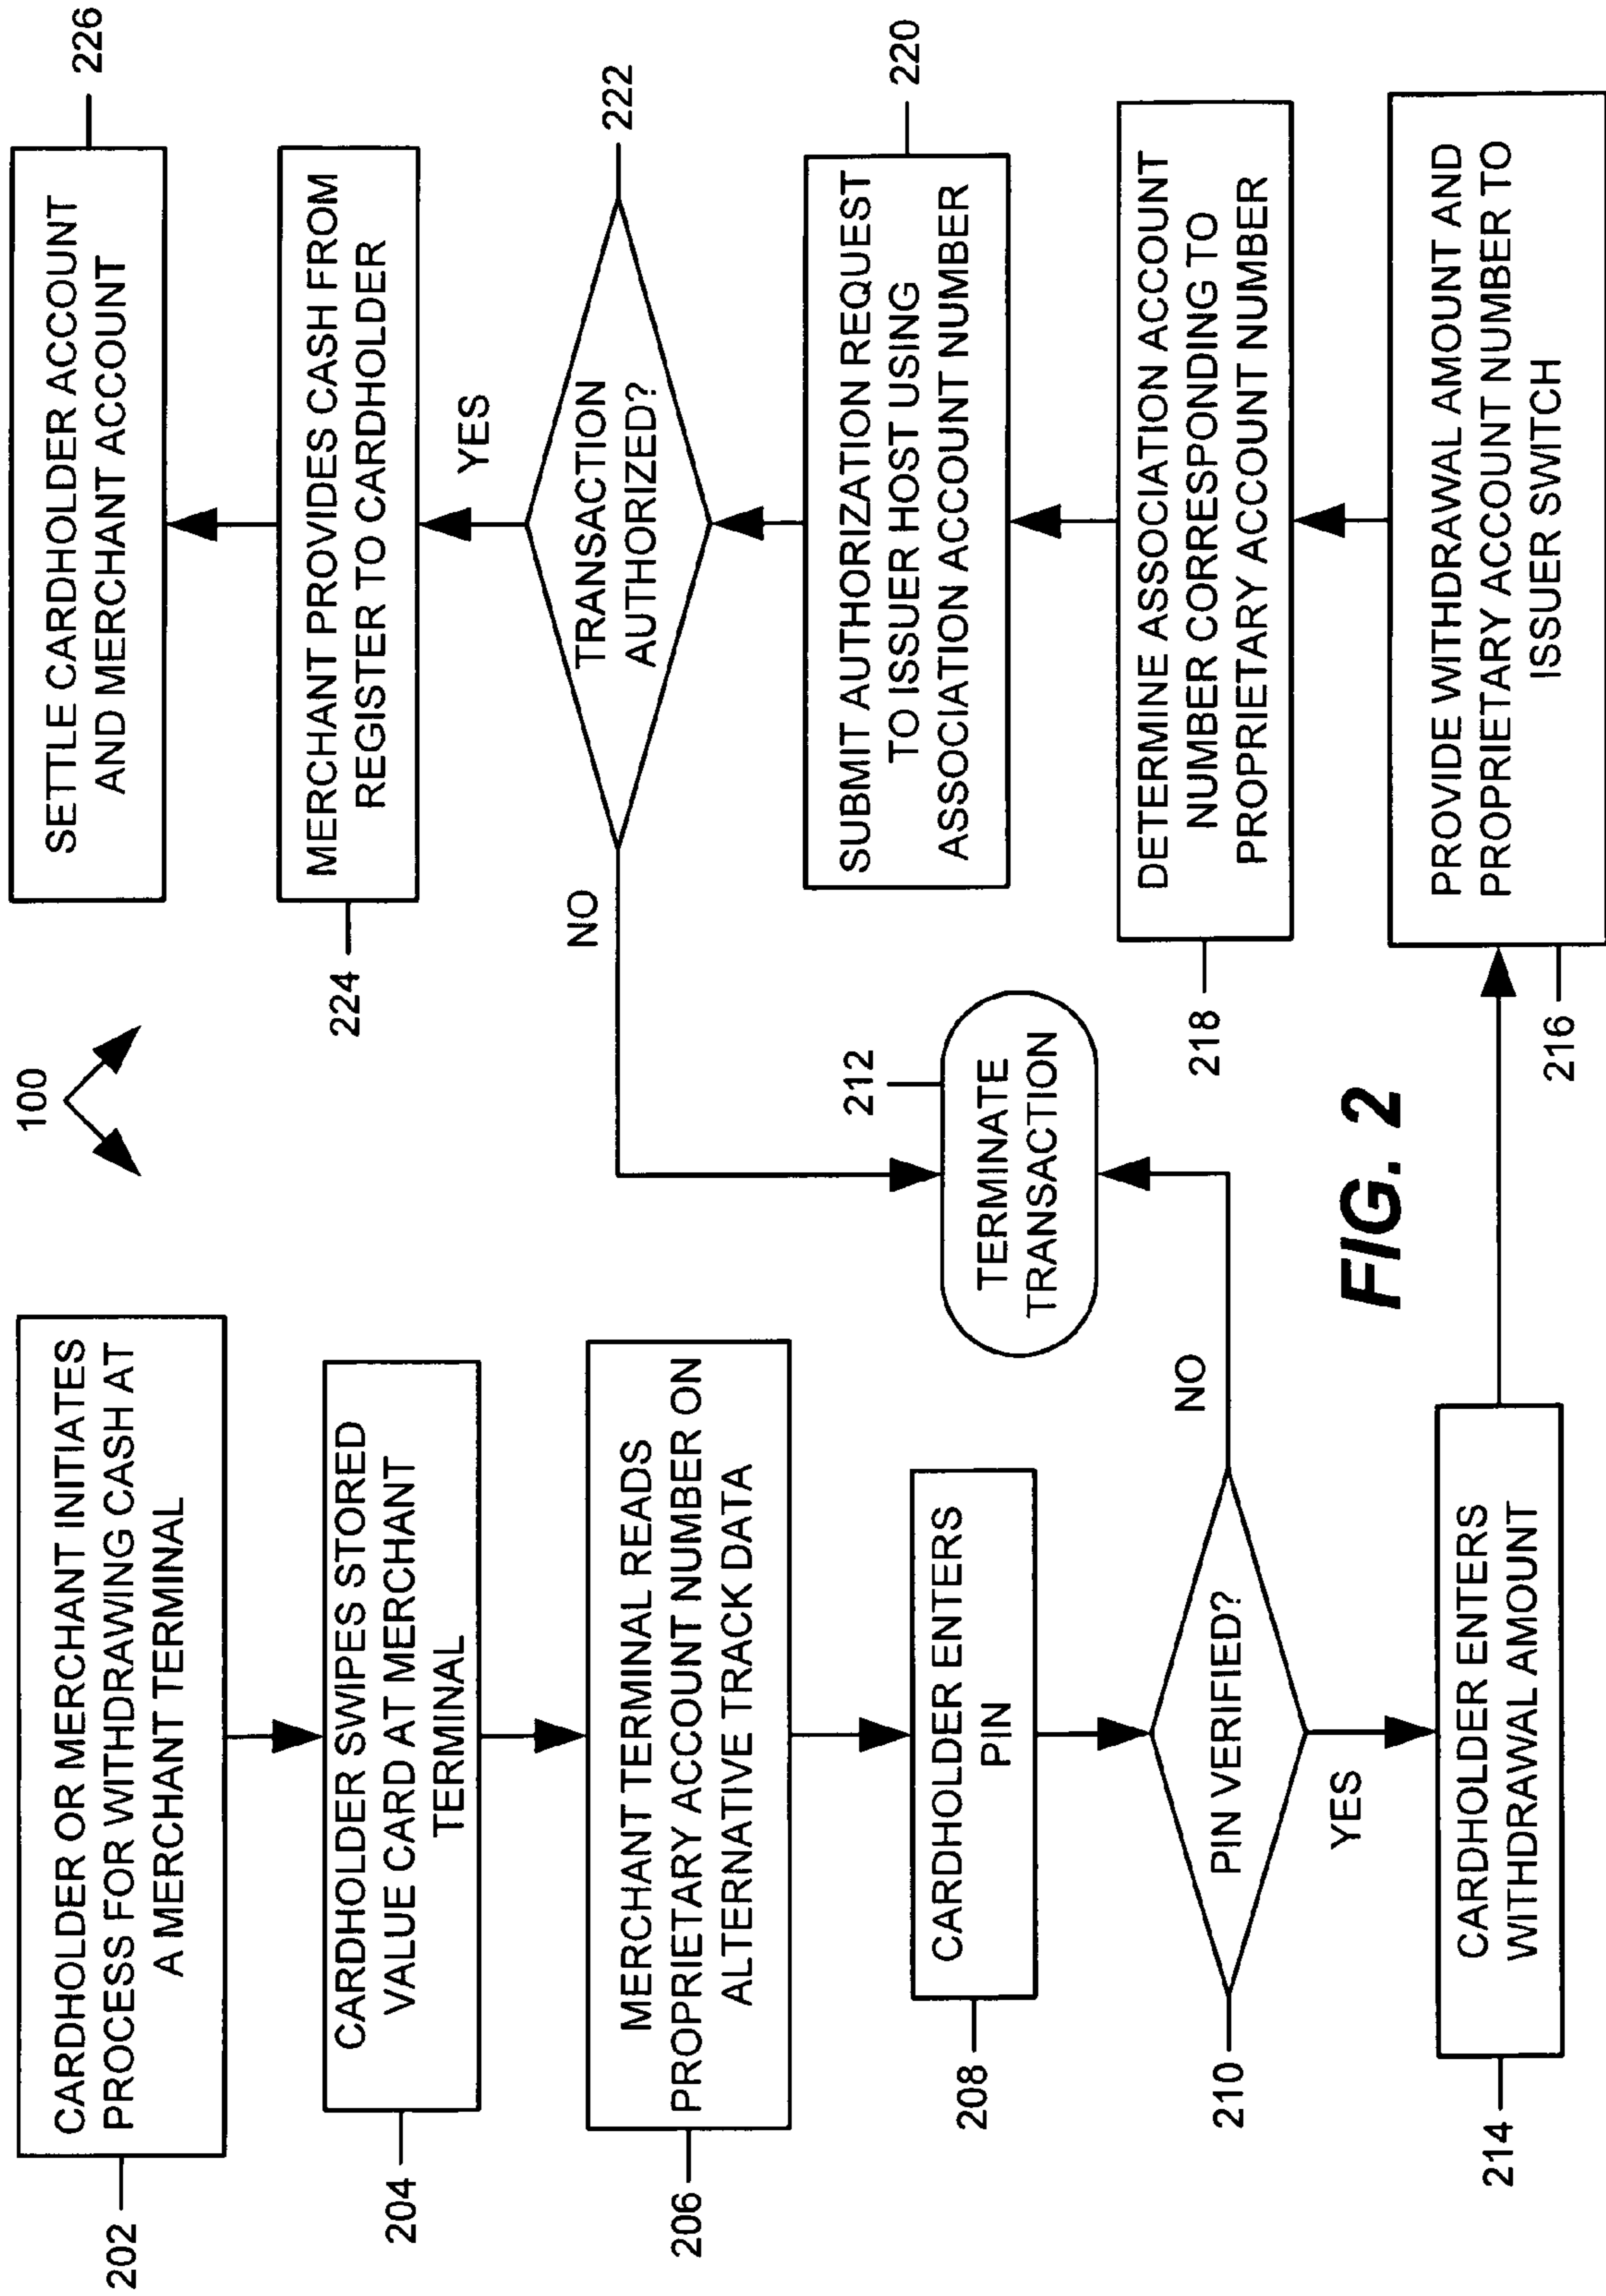 100
202
CARDHOLDER OR MERCHANT INITIATES
PROCESS FOR WITHDRAWING CASH AT
A MERCHANT TERMINAL
204
CARDHOLDER SWIPES STORED
VALUE CARD AT MERCHANT
TERMINAL
206
MERCHANT TERMINAL READS
PROPRIETARY ACCOUNT NUMBER ON
ALTERNATIVE TRACK DATA
208
CARDHOLDER ENTERS
PIN
210
PIN VERIFIED?
NO
YES
212
TERMINATE
TRANSACTION
214
CARDHOLDER ENTERS
WITHDRAWAL AMOUNT
216
PROVIDE WITHDRAWAL AMOUNT AND
PROPRIETARY ACCOUNT NUMBER TO
ISSUER SWITCH
218
DETERMINE ASSOCIATION ACCOUNT
NUMBER CORRESPONDING TO
PROPRIETARY ACCOUNT NUMBER
220
SUBMIT AUTHORIZATION REQUEST
TO ISSUER HOST USING
ASSOCIATION ACCOUNT NUMBER
222
TRANSACTION
AUTHORIZED?
NO
YES
224
MERCHANT PROVIDES CASH FROM
REGISTER TO CARDHOLDER
226
SETTLE CARDHOLDER ACCOUNT
AND MERCHANT ACCOUNT
FIG. 2